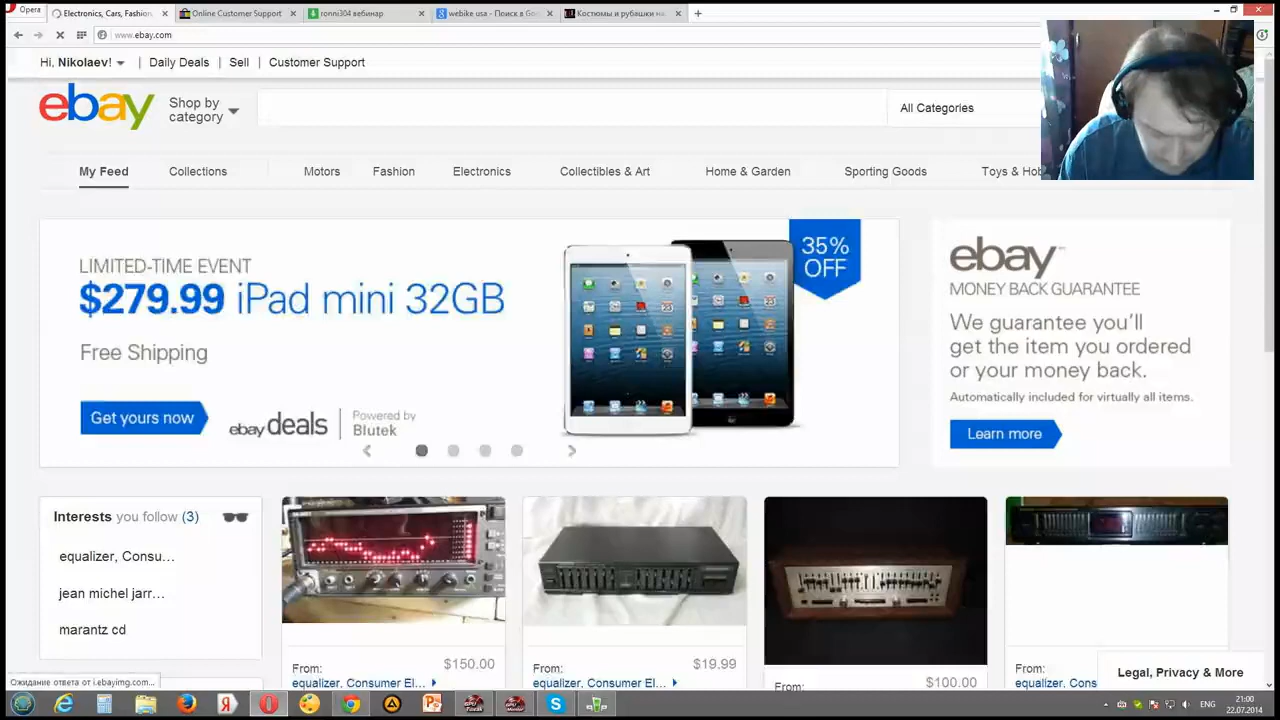 Opera
Electronics, Cars, Fashion,
Online Customer Support
ronni304 вебинар
webike usa - Поиск в Goog
Костюмы и рубашки на
www.ebay.com
Hi, Nikolaev!
Daily Deals
Sell
Customer Support
ebay
Shop by
category
All Categories
My Feed
Collections
Motors
Fashion
Electronics
Collectibles & Art
Home & Garden
Sporting Goods
Toys & Hob
LIMITED-TIME EVENT
$279.99 iPad mini 32GB
Free Shipping
Get yours now
ebay deals
Powered by
Blutek
35%
OFF
ebay
MONEY BACK GUARANTEE
We guarantee you'll
get the item you ordered
or your money back.
Automatically included for virtually all items.
Learn more
Interests you follow (3)
equalizer, Consu...
jean michel jarr...
marantz cd
$150.00
From:
equalizer, Consumer El...
$19.99
From:
equalizer, Consumer El...
$100.00
From:
From:
equalizer, Cons
Legal, Privacy & More
Ожидание ответа от i.ebayimg.com...
ENG
21:00
22.07.2014